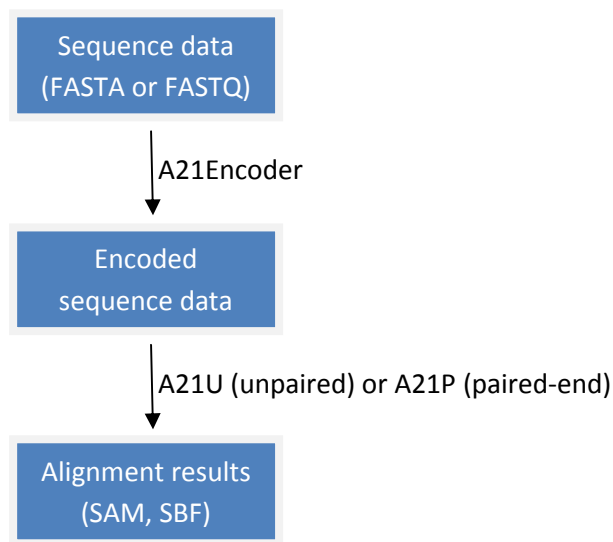 Sequence data
(FASTA or FASTQ)
A21Encoder
Encoded
sequence data
A21U (unpaired) or A21P (paired-end)
Alignment results
(SAM, SBF)